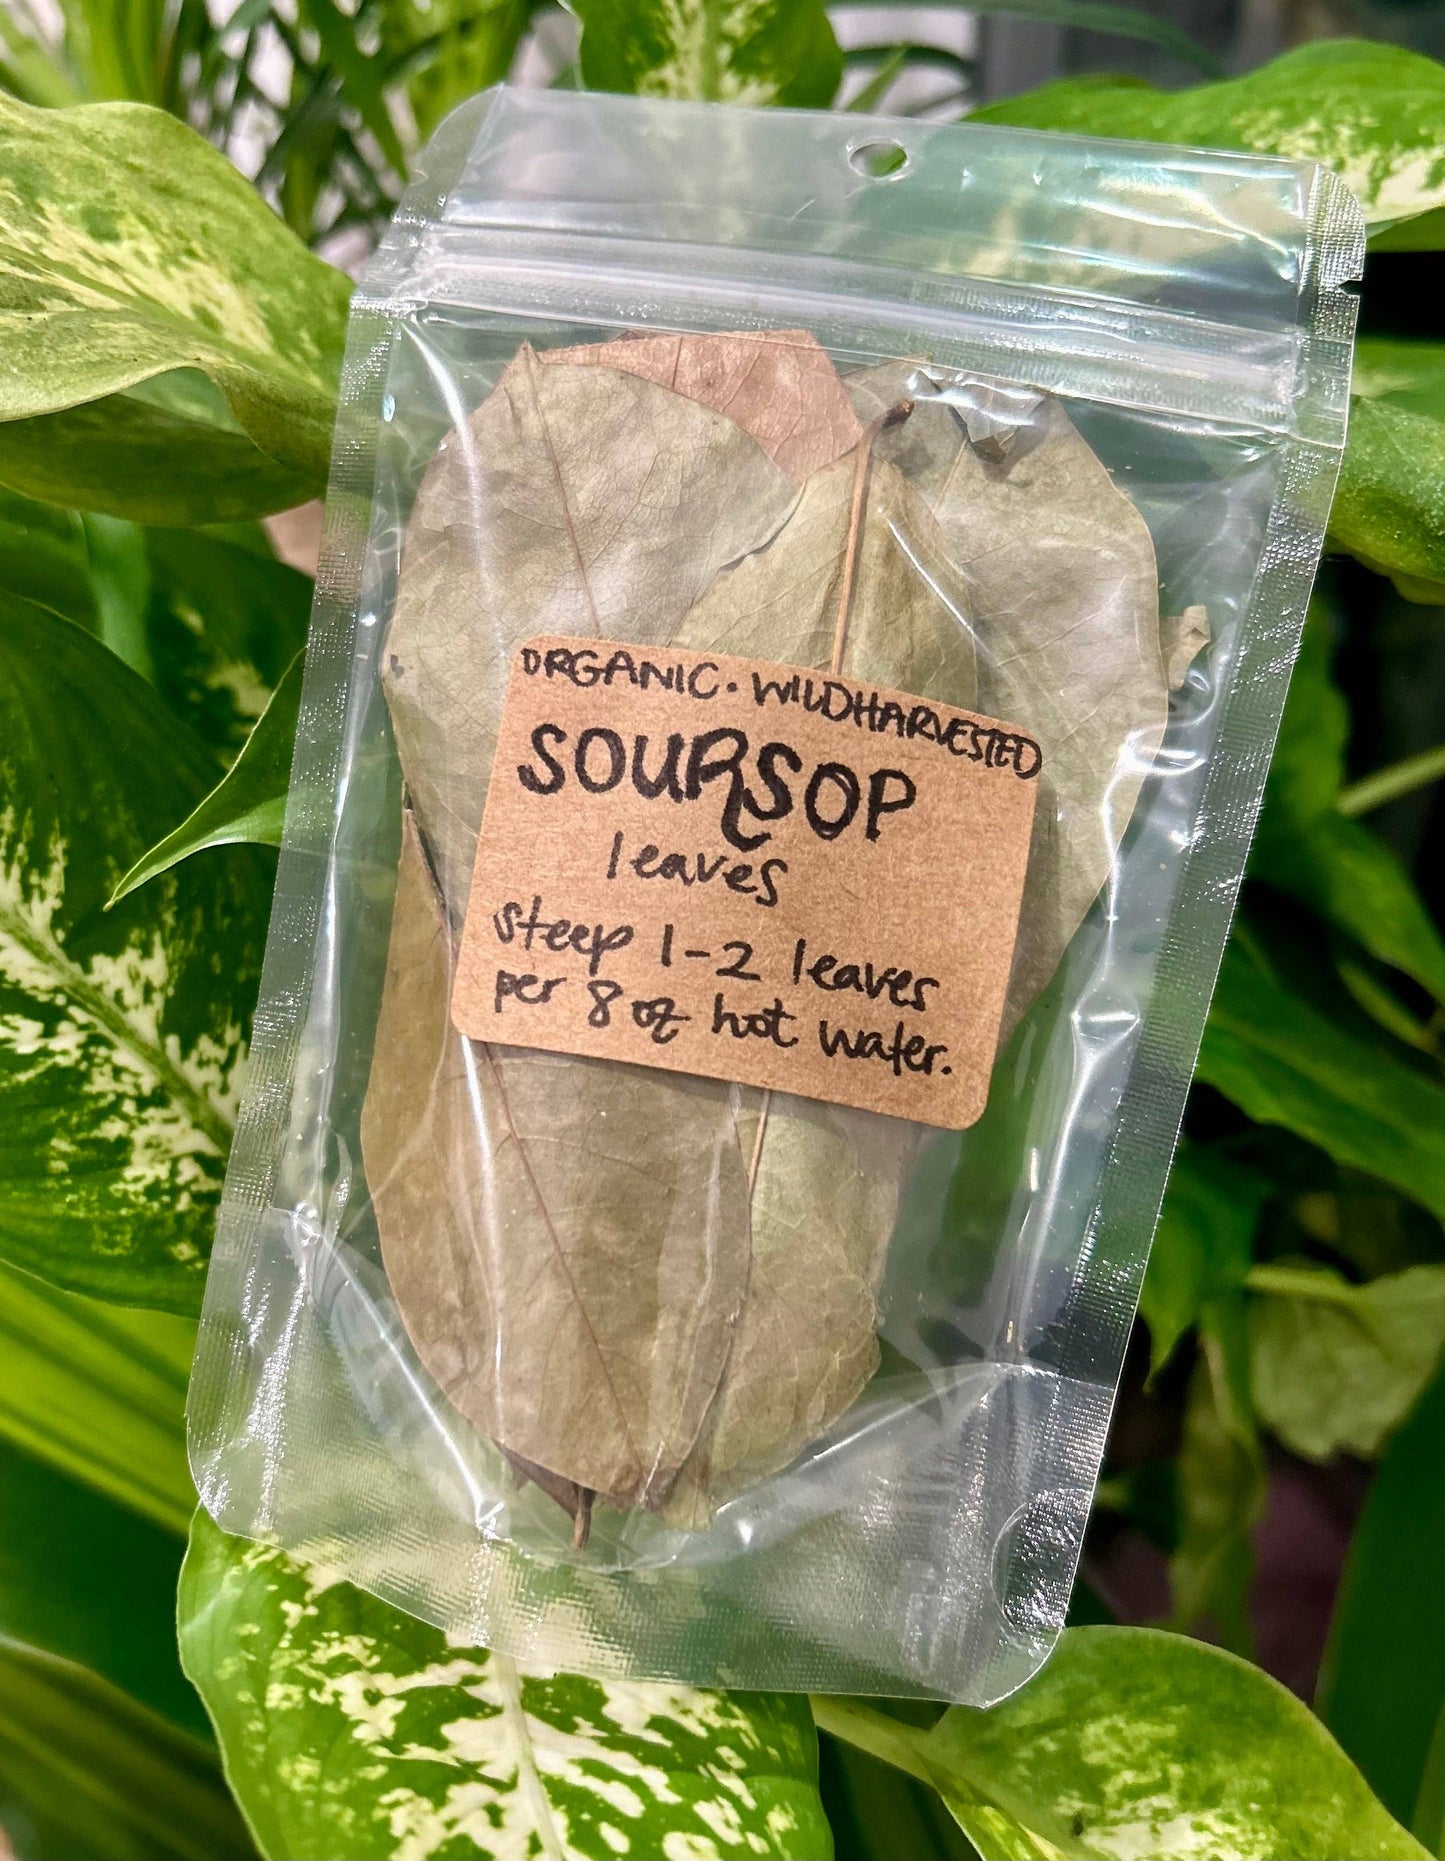 ORGANIC. WILDHARVESTED
SOURSOP
leaves
steep 1-2 leaves
per 8 oz hot water.